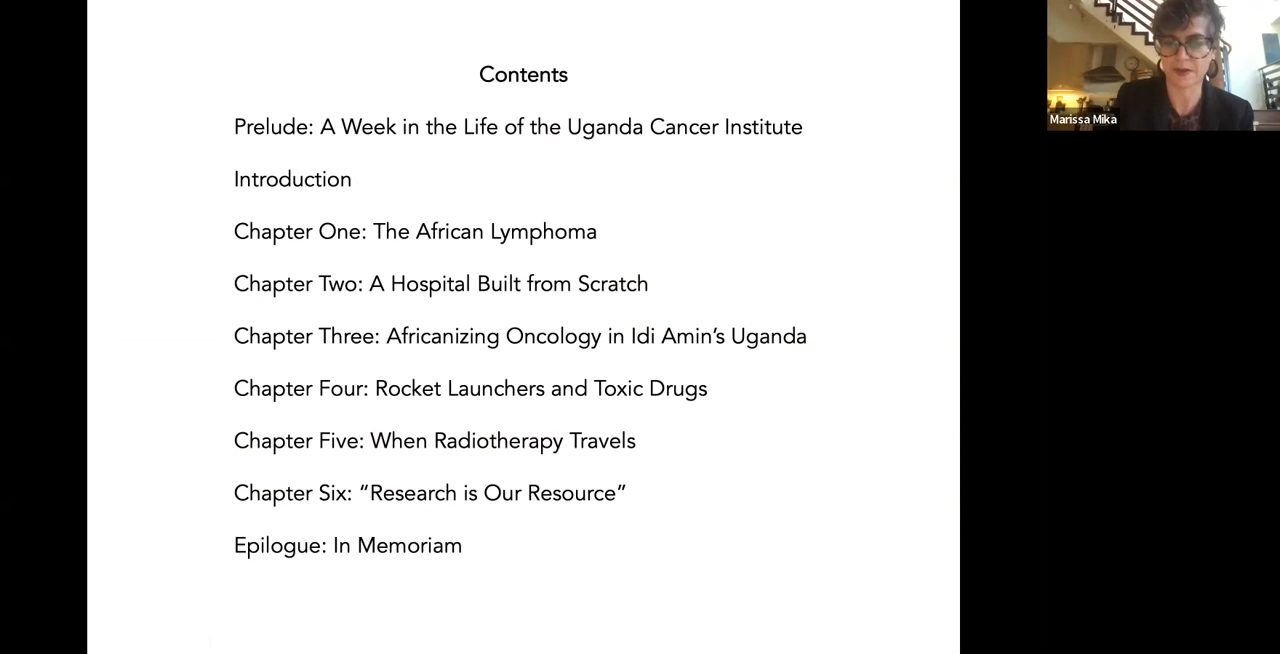 Contents
Prelude: A Week in the Life of the Uganda Cancer Institute
Introduction
Chapter One: The African Lymphoma
Chapter Two: A Hospital Built from Scratch
Chapter Three: Africanizing Oncology in Idi Amin’s Uganda
Chapter Four: Rocket Launchers and Toxic Drugs
Chapter Five: When Radiotherapy Travels
Chapter Six: “Research is Our Resource”
Epilogue: In Memoriam
Marissa Mika